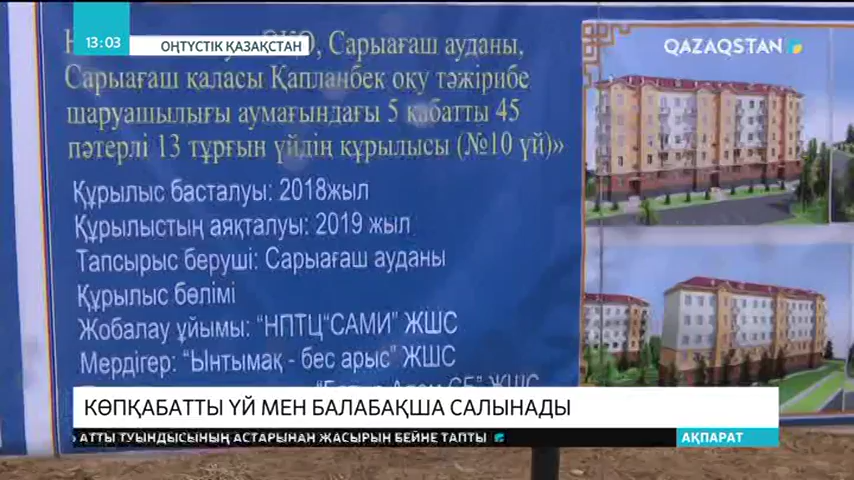 13:03
ОҢТҮСТІК ҚАЗАҚСТАН
QAZAQSTAN
Сарыағаш ауданы,
Сарыағаш қаласы Қапланбек оқу тәжірибе
шаруашылығы аумағындағы 5 қабатты 45
пәтерлі 13 тұрғын үйдің құрылысы (№10 үй)»
Құрылыс басталуы: 2018жыл
Құрылыстың аяқталуы: 2019 жыл
Тапсырыс беруші: Сарыағаш ауданы
Құрылыс бөлімі
Жобалау ұйымы: “НПТЦ“САМИ” ЖШС
Мердігер: “Ынтымақ - бес арыс” ЖШС
КӨПҚАБАТТЫ ҮЙ МЕН БАЛАБАҚША САЛЫНАДЫ
АТТЫ ТУЫНДЫСЫНЫҢ АСТАРЫНАН ЖАСЫРЫН БЕЙНЕ ТАПТЫ
АҚПАРАТ